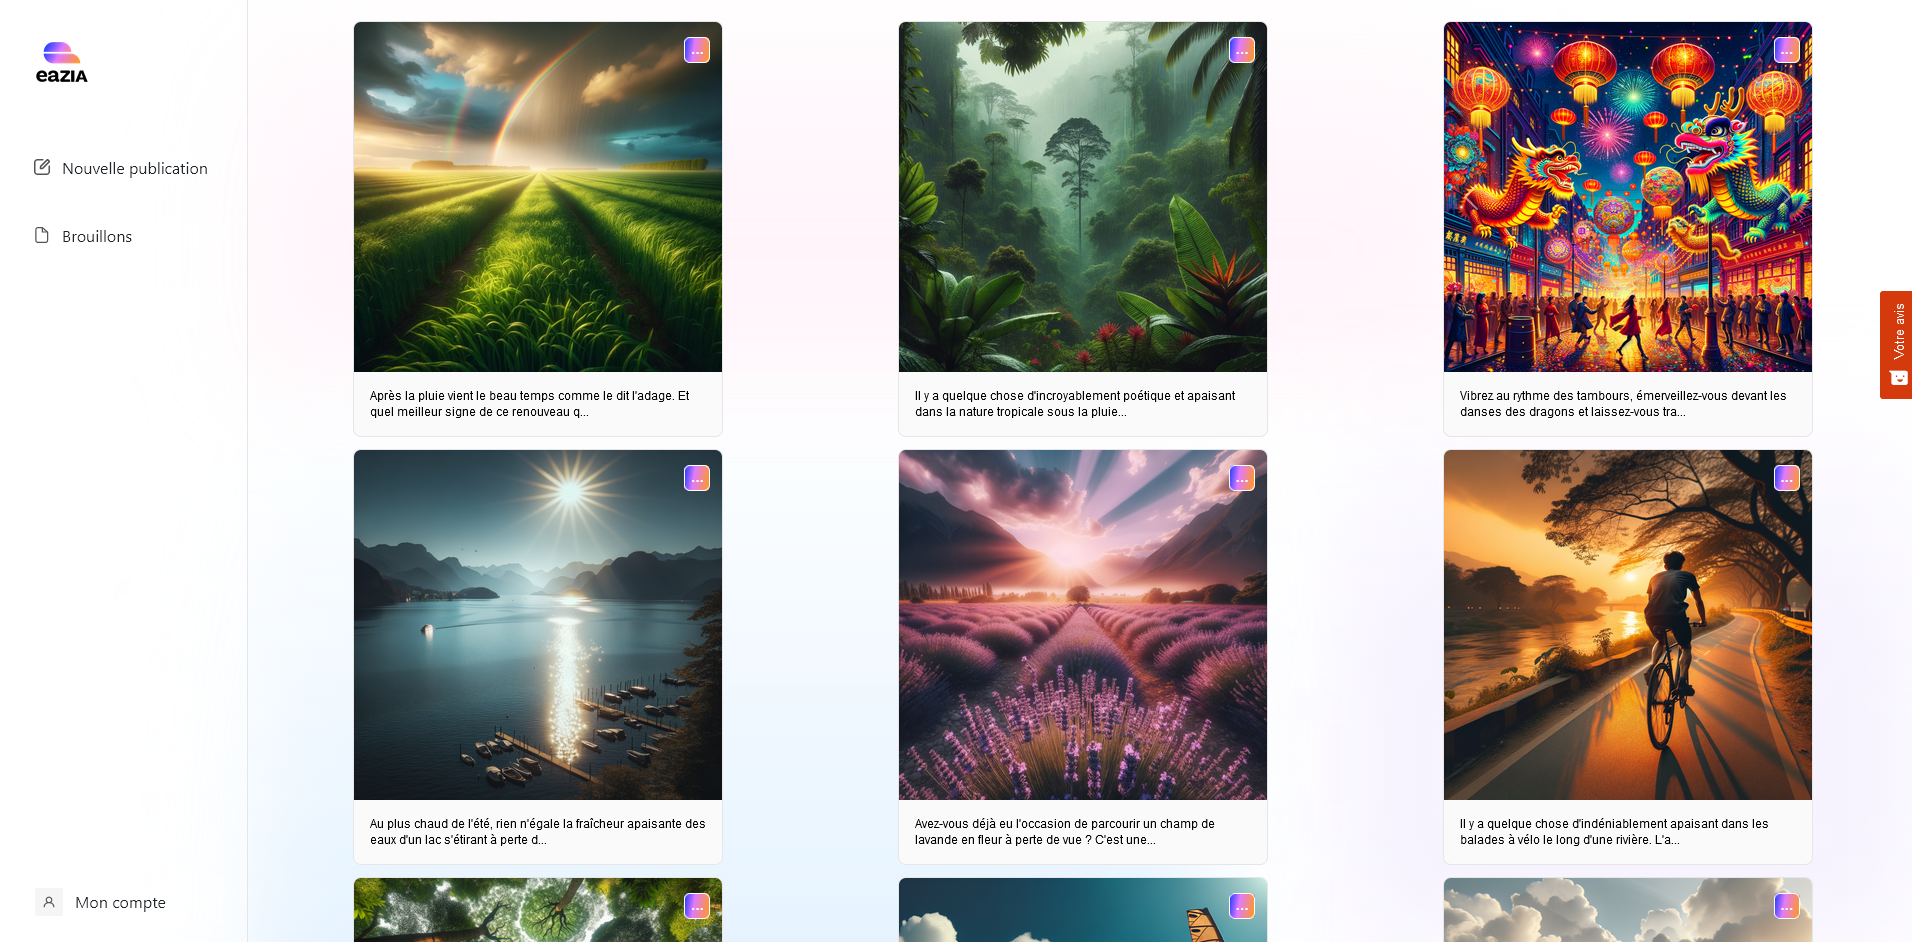 eazIA
Nouvelle publication
Brouillons
Mon compte
Après la pluie vient le beau temps comme le dit l'adage. Et
quel meilleur signe de ce renouveau q...
Il y a quelque chose d'incroyablement poétique et apaisant
dans la nature tropicale sous la pluie...
Vibrez au rythme des tambours, émerveillez-vous devant les
danses des dragons et laissez-vous tra...
Au plus chaud de l'été, rien n'égale la fraîcheur apaisante des
eaux d'un lac s'étirant à perte d...
Avez-vous déjà eu l'occasion de parcourir un champ de
lavande en fleur à perte de vue ? C'est une...
Il y a quelque chose d'indéniablement apaisant dans les
balades à vélo le long d'une rivière. L'a...
Votre avis